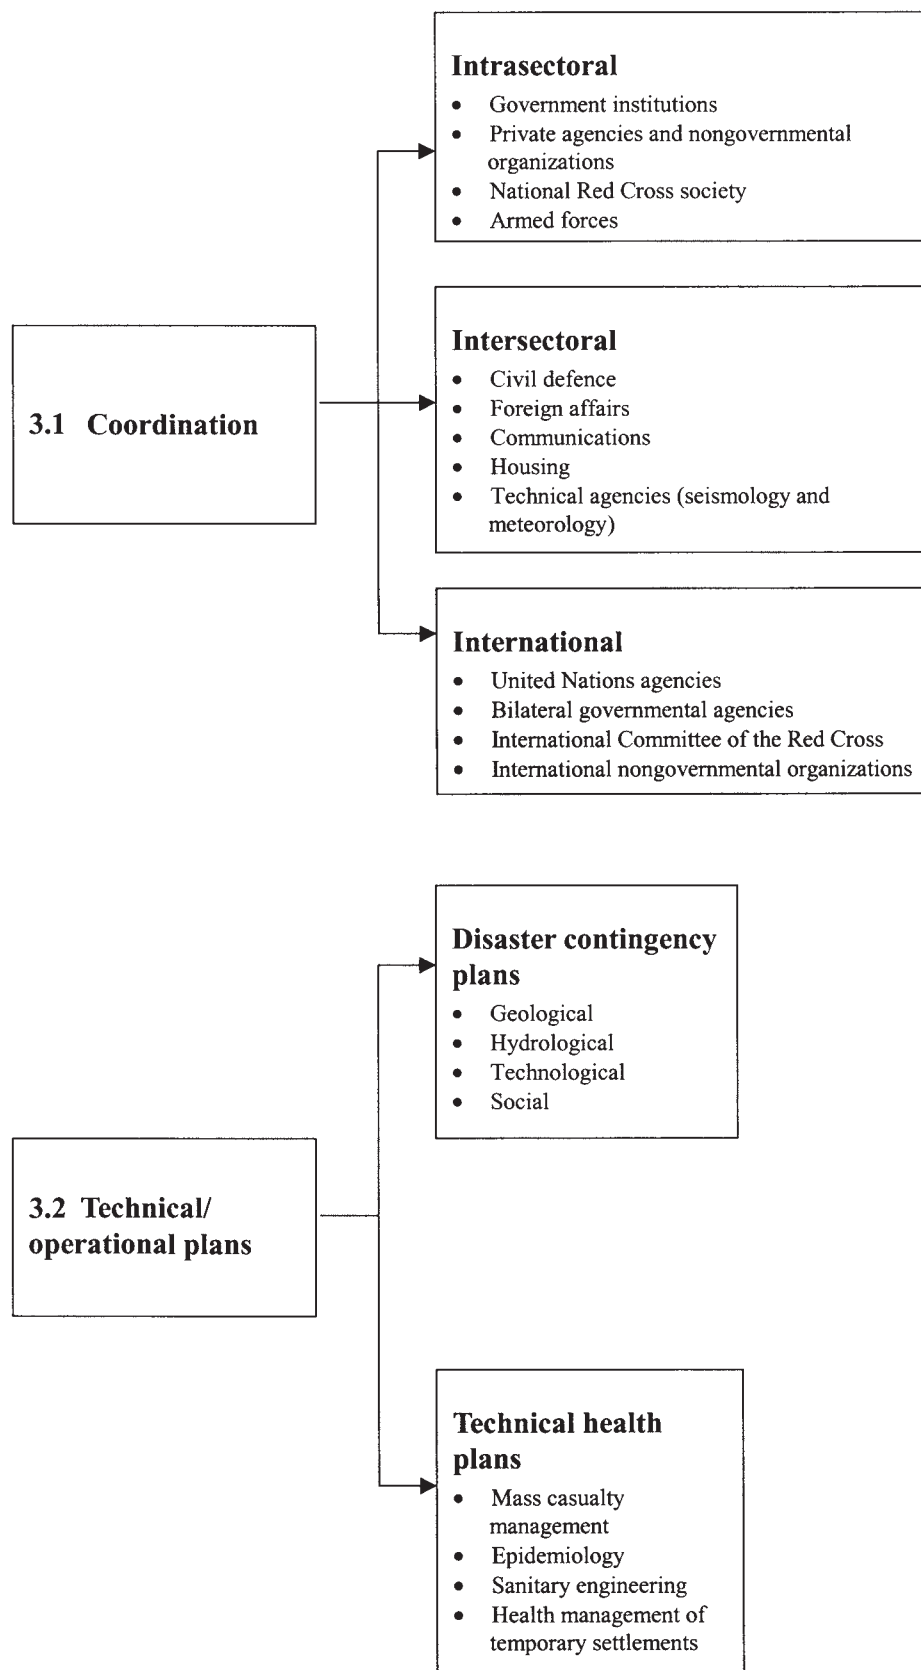 Intrasectoral
• Government institutions
• Private agencies and nongovernmental
organizations
• National Red Cross society
• Armed forces
3.1 Coordination
Intersectoral
• Civil defence
• Foreign affairs
• Communications
• Housing
• Technical agencies (seismology and
meteorology)
International
• United Nations agencies
• Bilateral governmental agencies
• International Committee of the Red Cross
• International nongovernmental organizations
Disaster contingency
plans
• Geological
• Hydrological
• Technological
• Social
3.2 Technical/
operational plans
Technical health
plans
• Mass casualty
management
• Epidemiology
• Sanitary engineering
• Health management of
temporary settlements